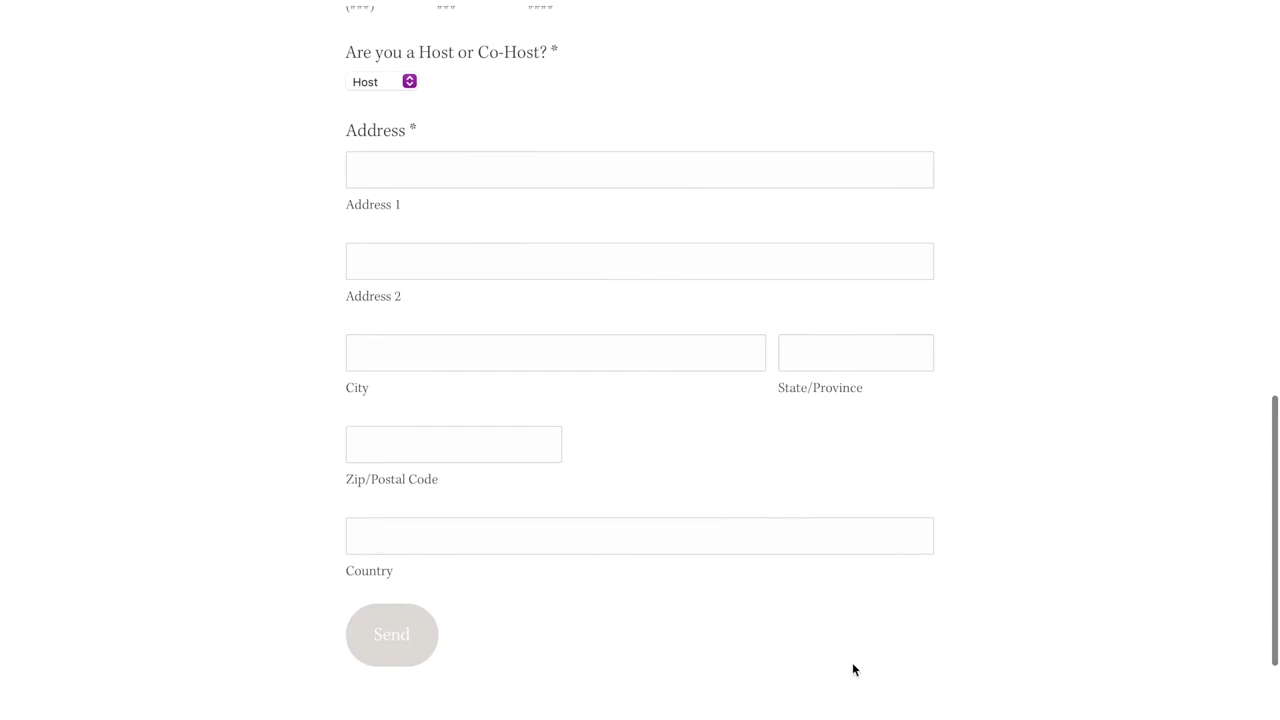 (###) ### ####
Are you a Host or Co-Host? *
Host
Address *
Address 1
Address 2
City State/Province
Zip/Postal Code
Country
Send